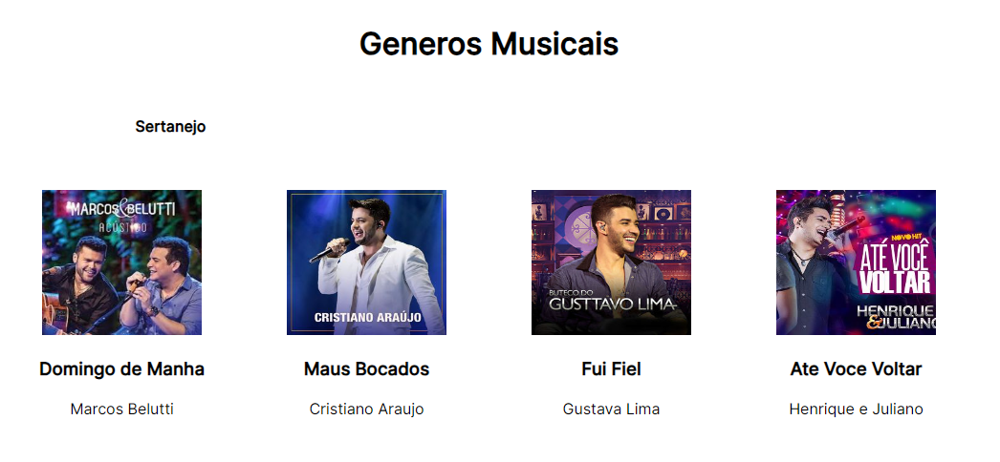 Generos Musicais
Sertanejo
MARCOS & BELUTTI
ACÚSTICO
CRISTIANO ARAÚJO
BUTECO DO
GUSTTAVO LIMA
NOVO HIT
ATÉ VOCÊ
VOLTAR
HENRIQUE
&JULIANO
Domingo de Manha
Maus Bocados
Fui Fiel
Ate Voce Voltar
Marcos Belutti
Cristiano Araujo
Gustava Lima
Henrique e Juliano